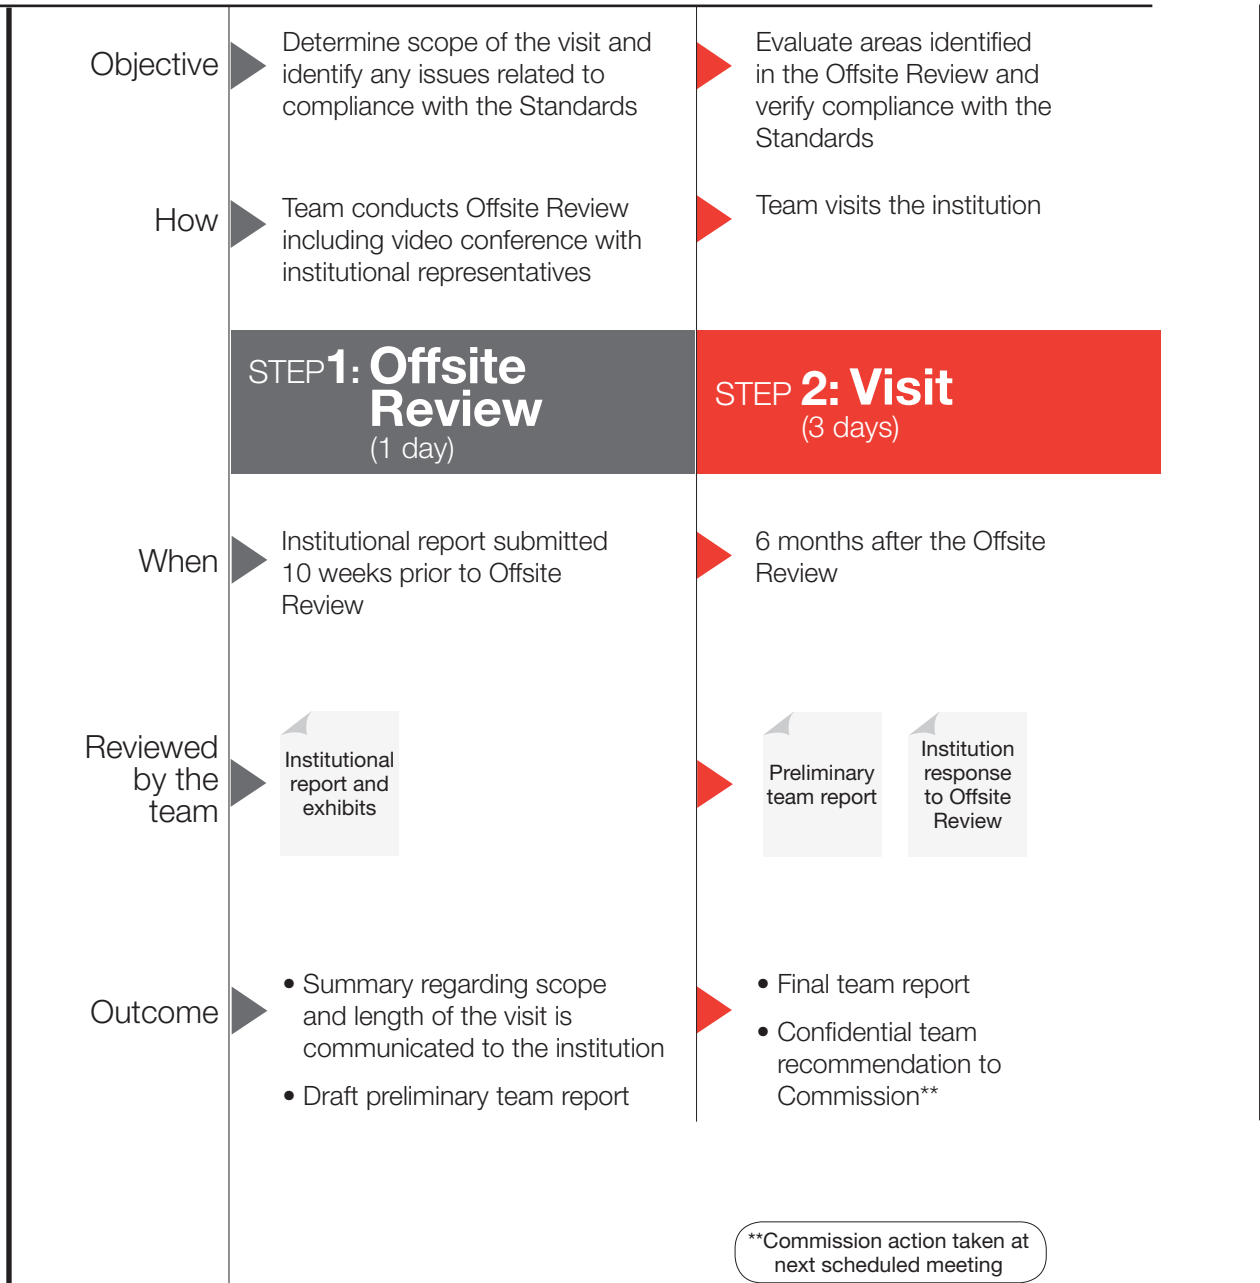 Objective
Determine scope of the visit and
identify any issues related to
compliance with the Standards
Evaluate areas identified
in the Offsite Review and
verify compliance with the
Standards
How
Team conducts Offsite Review
including video conference with
institutional representatives
Team visits the institution
STEP 1: Offsite
Review
(1 day)
STEP 2: Visit
(3 days)
When
Institutional report submitted
10 weeks prior to Offsite
Review
6 months after the Offsite
Review
Reviewed
by the
team
Institutional
report and
exhibits
Preliminary
team report
Institution
response
to Offsite
Review
Outcome
• Summary regarding scope
and length of the visit is
communicated to the institution
• Draft preliminary team report
• Final team report
• Confidential team
recommendation to
Commission**
**Commission action taken at
next scheduled meeting